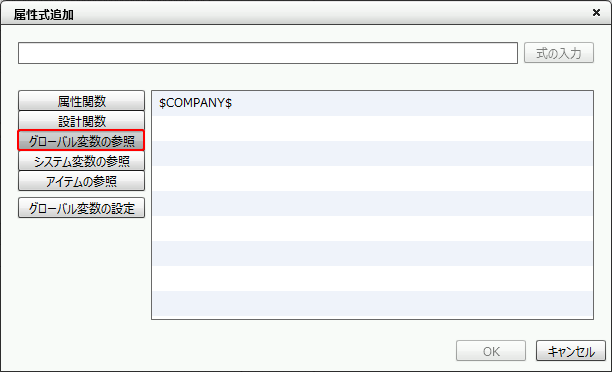 属性式追加
式の入力
属性関数
設計関数
グローバル変数の参照
システム変数の参照
アイテムの参照
グローバル変数の設定
$COMPANY$
OK
キャンセル